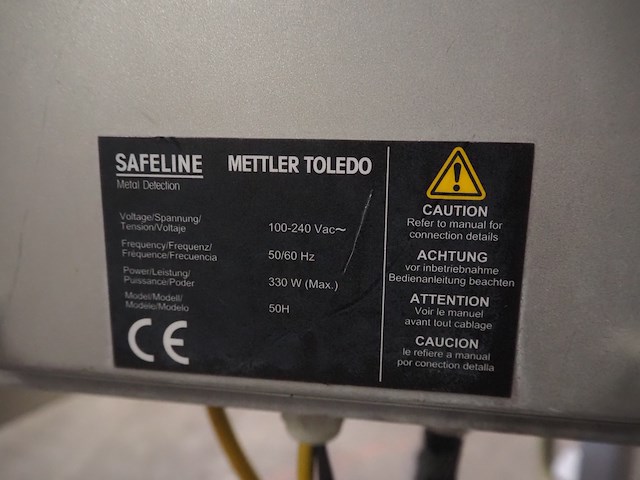 SAFELINE
Metal Detection
METTLER TOLEDO
Voltage/Spannung/
Tension/Voltaje
100-240 Vac~
Frequency/Frequenz/
Fréquence/Frecuencia
50/60 Hz
Power/Leistung/
Puissance/Poder
330 W (Max.)
Model/Modell/
Modele/Modelo
50H
CE
CAUTION
Refer to manual for
connection details
ACHTUNG
vor inbetriebnahme
Bedienanleitung beachten
ATTENTION
Voir le manuel
avant tout cablage
CAUCION
le refiere a manual
por conection detalla